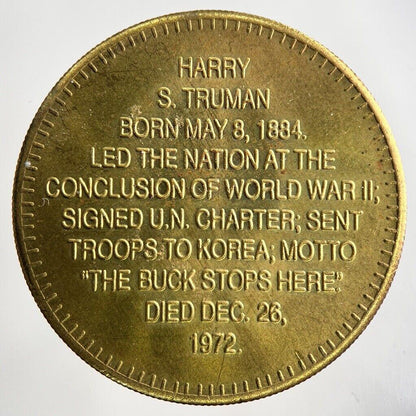 HARRY
S. TRUMAN
BORN MAY 8, 1884.
LED THE NATION AT THE
CONCLUSION OF WORLD WAR II;
SIGNED U.N. CHARTER; SENT
TROOPS TO KOREA; MOTTO
"THE BUCK STOPS HERE."
DIED DEC. 26,
1972.